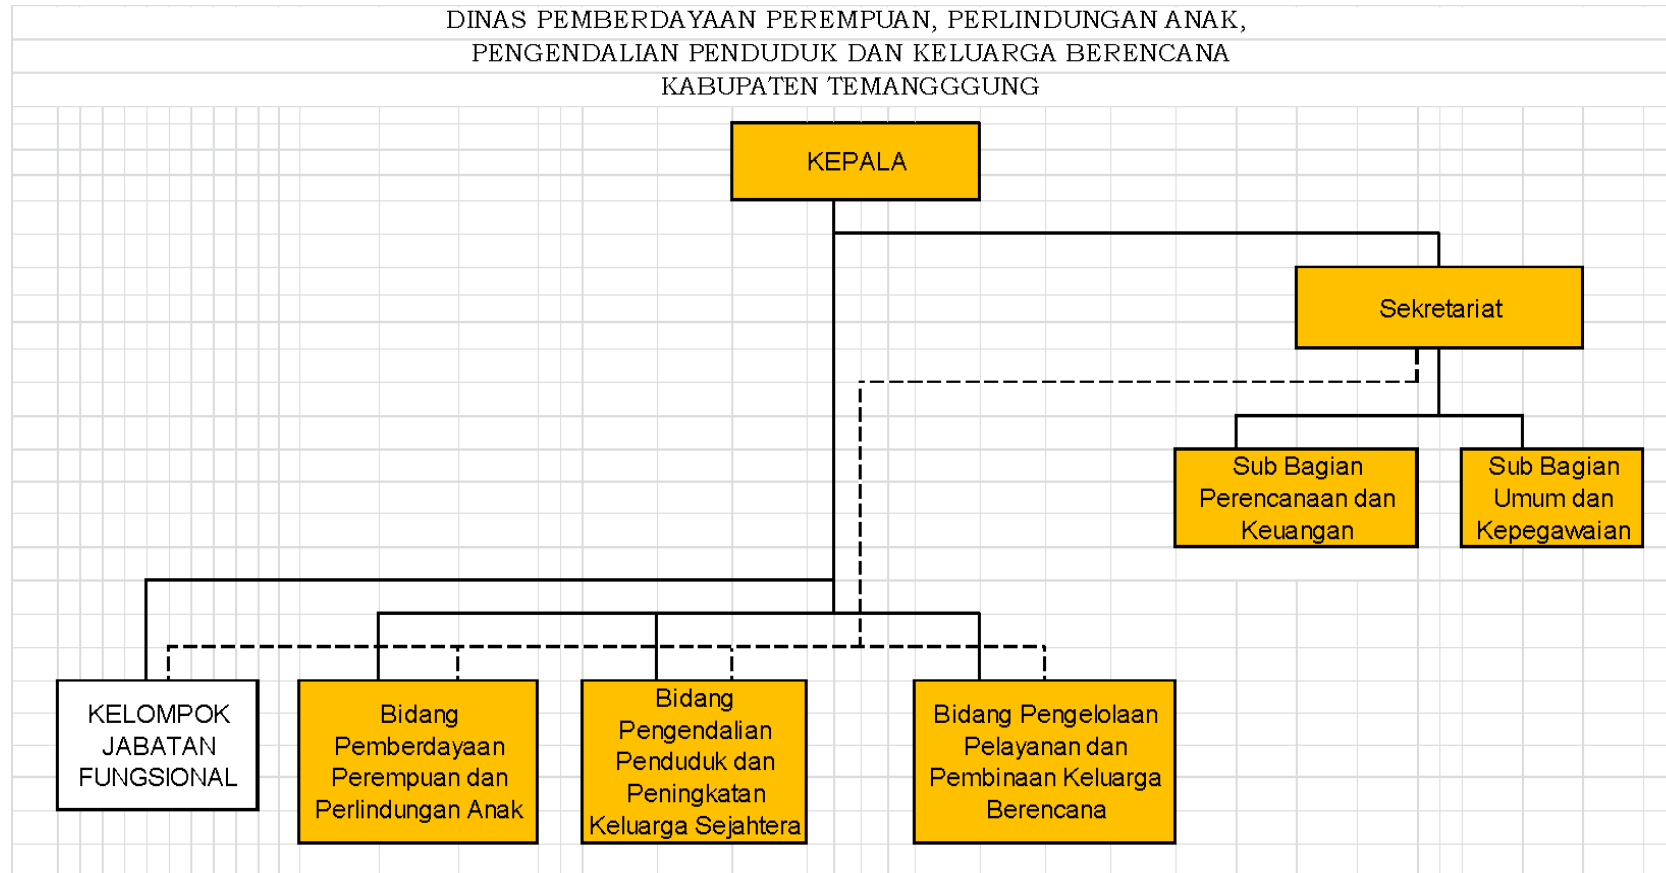 DINAS PEMBERDAYAAN PEREMPUAN, PERLINDUNGAN ANAK,
PENGENDALIAN PENDUDUK DAN KELUARGA BERENCANA
KABUPATEN TEMANGGGUNG
KEPALA
Sekretariat
Sub Bagian
Perencanaan dan
Keuangan
Sub Bagian
Umum dan
Kepegawaian
KELOMPOK
JABATAN
FUNGSIONAL
Bidang
Pemberdayaan
Perempuan dan
Perlindungan Anak
Bidang
Pengendalian
Penduduk dan
Peningkatan
Keluarga Sejahtera
Bidang Pengelolaan
Pelayanan dan
Pembinaan Keluarga
Berencana